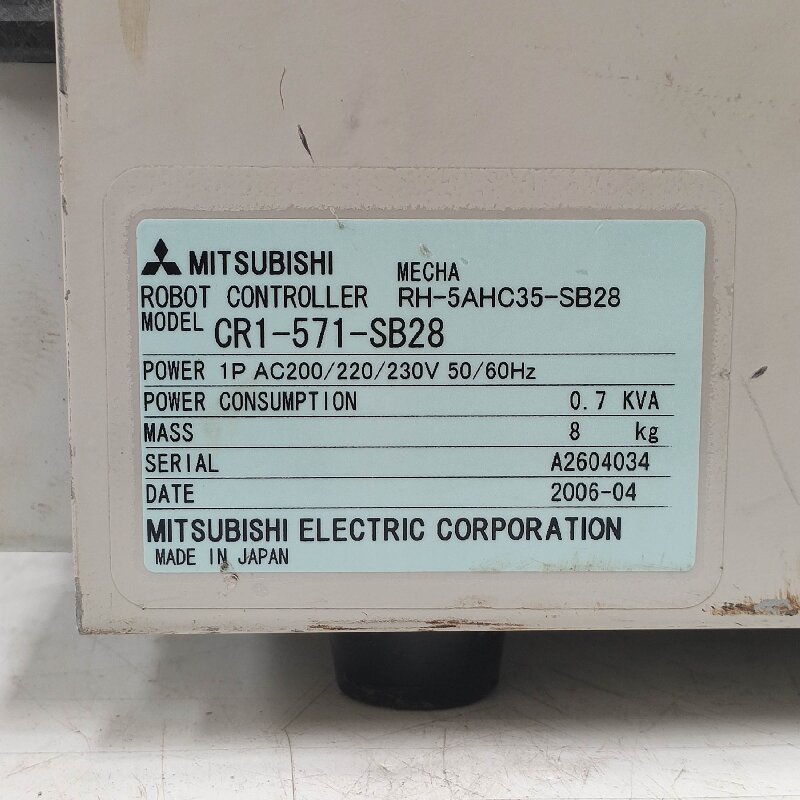 MITSUBISHI MECHA
ROBOT CONTROLLER RH-5AHC35-SB28
MODEL CR1-571-SB28
POWER 1P AC200/220/230V 50/60Hz
POWER CONSUMPTION 0.7 KVA
MASS 8 kg
SERIAL A2604034
DATE 2006-04
MITSUBISHI ELECTRIC CORPORATION
MADE IN JAPAN